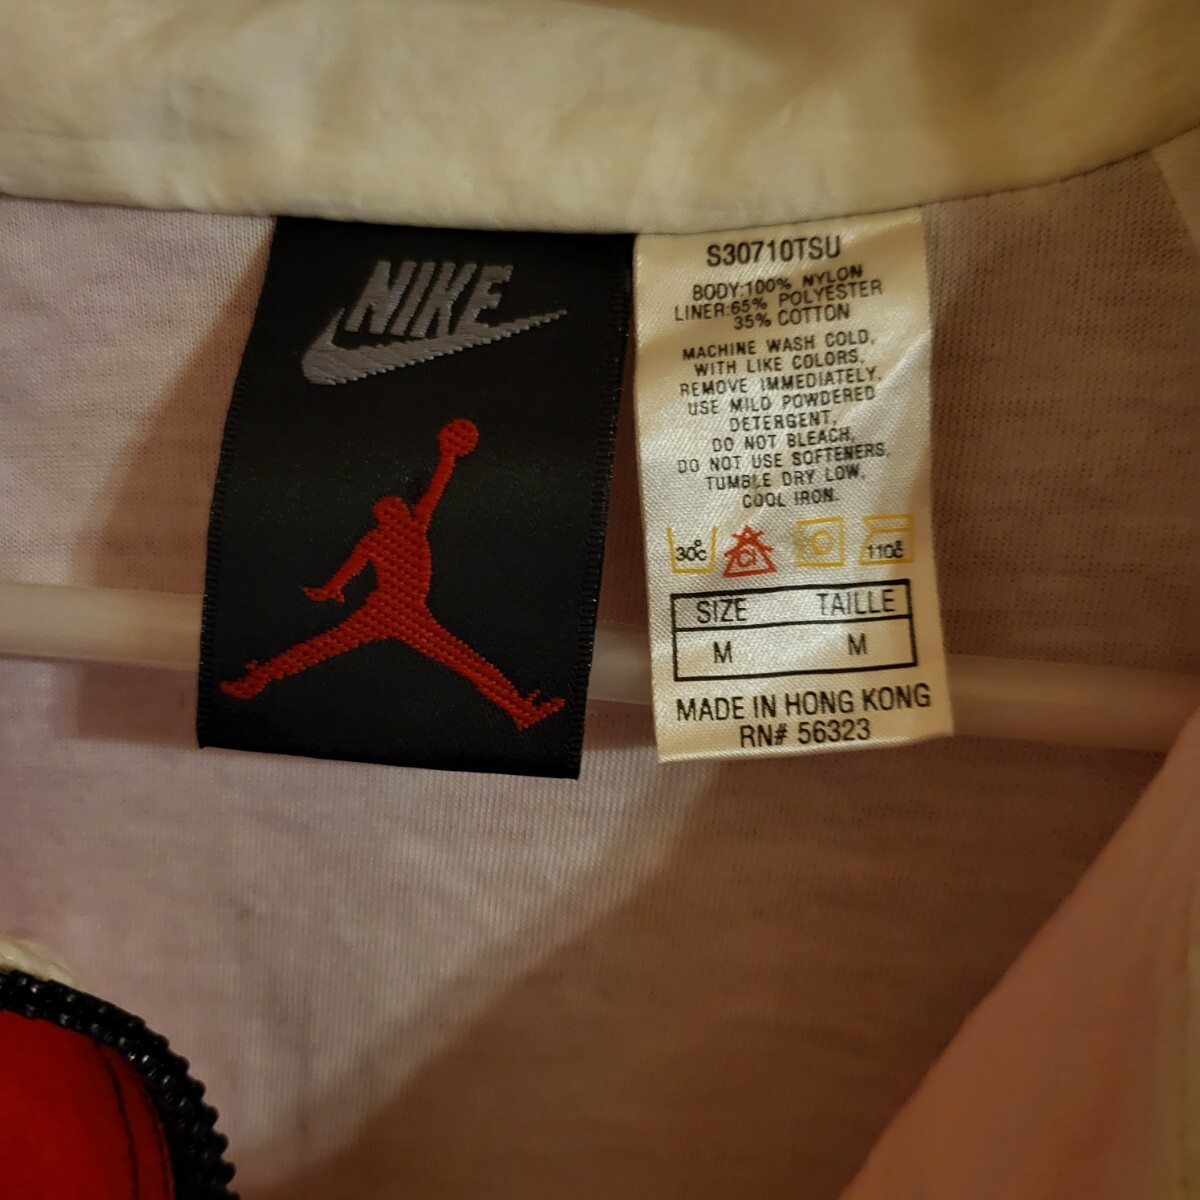 NIKE
S30710TSU
BODY:100% NYLON
LINER:65% POLYESTER
35% COTTON
MACHINE WASH COLD,
WITH LIKE COLORS,
REMOVE IMMEDIATELY,
USE MILD POWDERED
DETERGENT,
DO NOT BLEACH,
DO NOT USE SOFTENERS,
TUMBLE DRY LOW,
COOL IRON.
30°C Cl 110°C
SIZE TAILLE
M M
MADE IN HONG KONG
RN# 56323